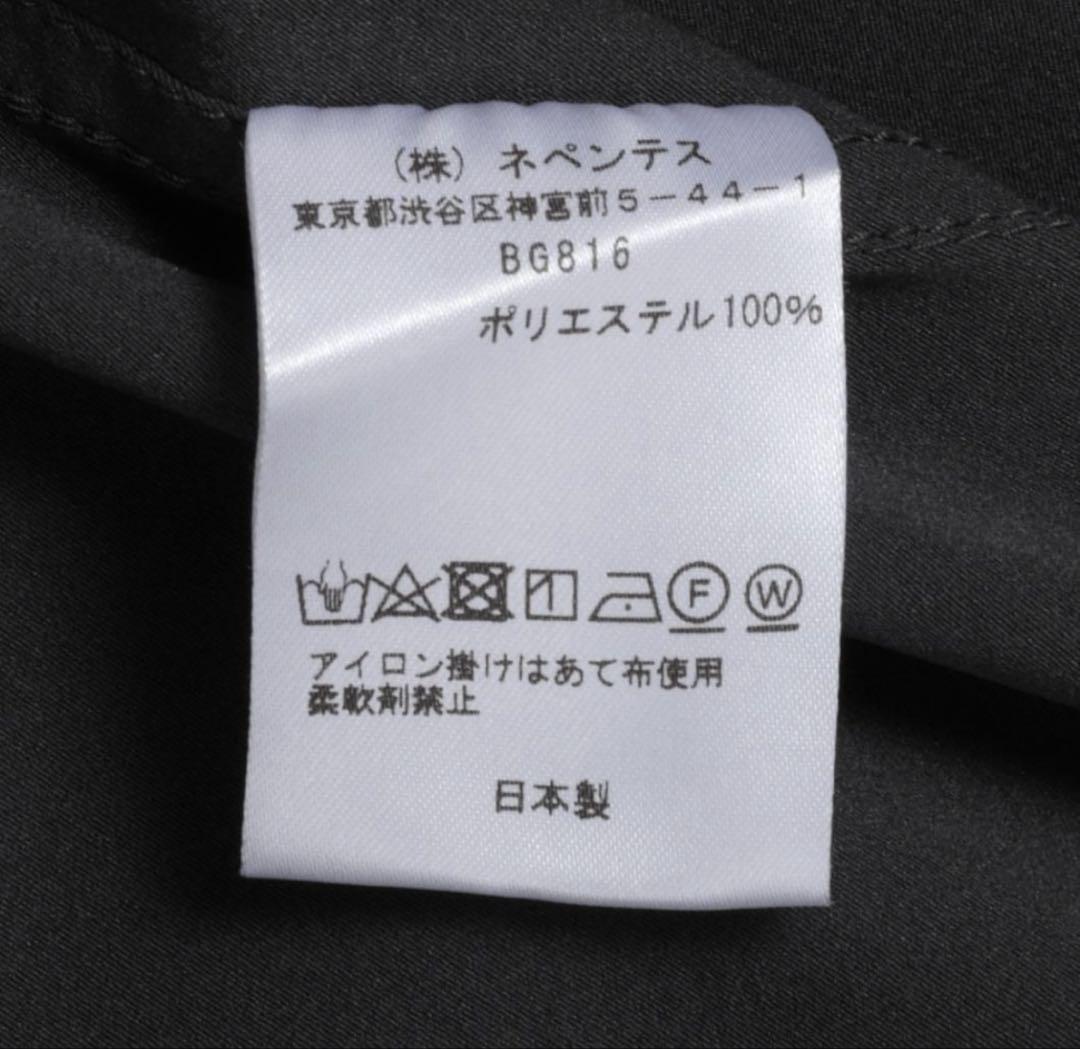 (株) ネペンテス
東京都渋谷区神宮前5-44-1
BG816
ポリエステル100%
F W
アイロン掛けはあて布使用
柔軟剤禁止
日本製